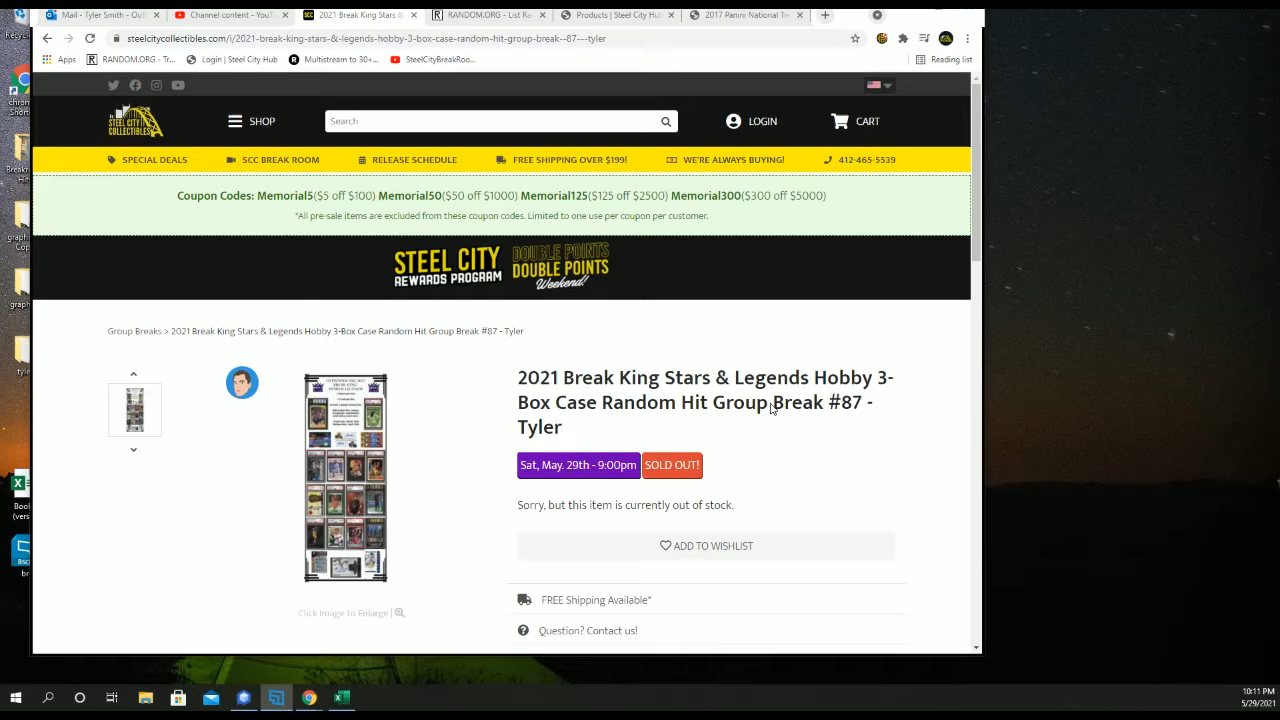 Mail - Tyler Smith - Out
Channel content - YouT
2021 Break King Stars &
RANDOM.ORG - List Ra
Products | Steel City Hub
2017 Panini National Tr
steelcitycollectibles.com/i/2021-break-king-stars-&-legends-hobby-3-box-case-random-hit-group-break--87---tyler
Apps
RANDOM.ORG - Tr...
Login | Steel City Hub
Multistream to 30+...
SteelCityBreakRoo...
Reading list
STEEL CITY
COLLECTIBLES
SHOP
Search
LOGIN
CART
SPECIAL DEALS
SCC BREAK ROOM
RELEASE SCHEDULE
FREE SHIPPING OVER $199!
WE'RE ALWAYS BUYING!
412-465-5539
Coupon Codes: Memorial5($5 off $100) Memorial50($50 off $1000) Memorial125($125 off $2500) Memorial300($300 off $5000)
*All pre-sale items are excluded from these coupon codes. Limited to one use per coupon per customer.
STEEL CITY
REWARDS PROGRAM
DOUBLE POINTS
DOUBLE POINTS
Weekend!
Group Breaks > 2021 Break King Stars & Legends Hobby 3-Box Case Random Hit Group Break #87 - Tyler
2021 Break King Stars & Legends Hobby 3-
Box Case Random Hit Group Break #87 -
Tyler
Sat, May. 29th - 9:00pm
SOLD OUT!
Sorry, but this item is currently out of stock.
ADD TO WISHLIST
Click Image to Enlarge |
FREE Shipping Available*
Question? Contact us!
10:11 PM
5/29/2021